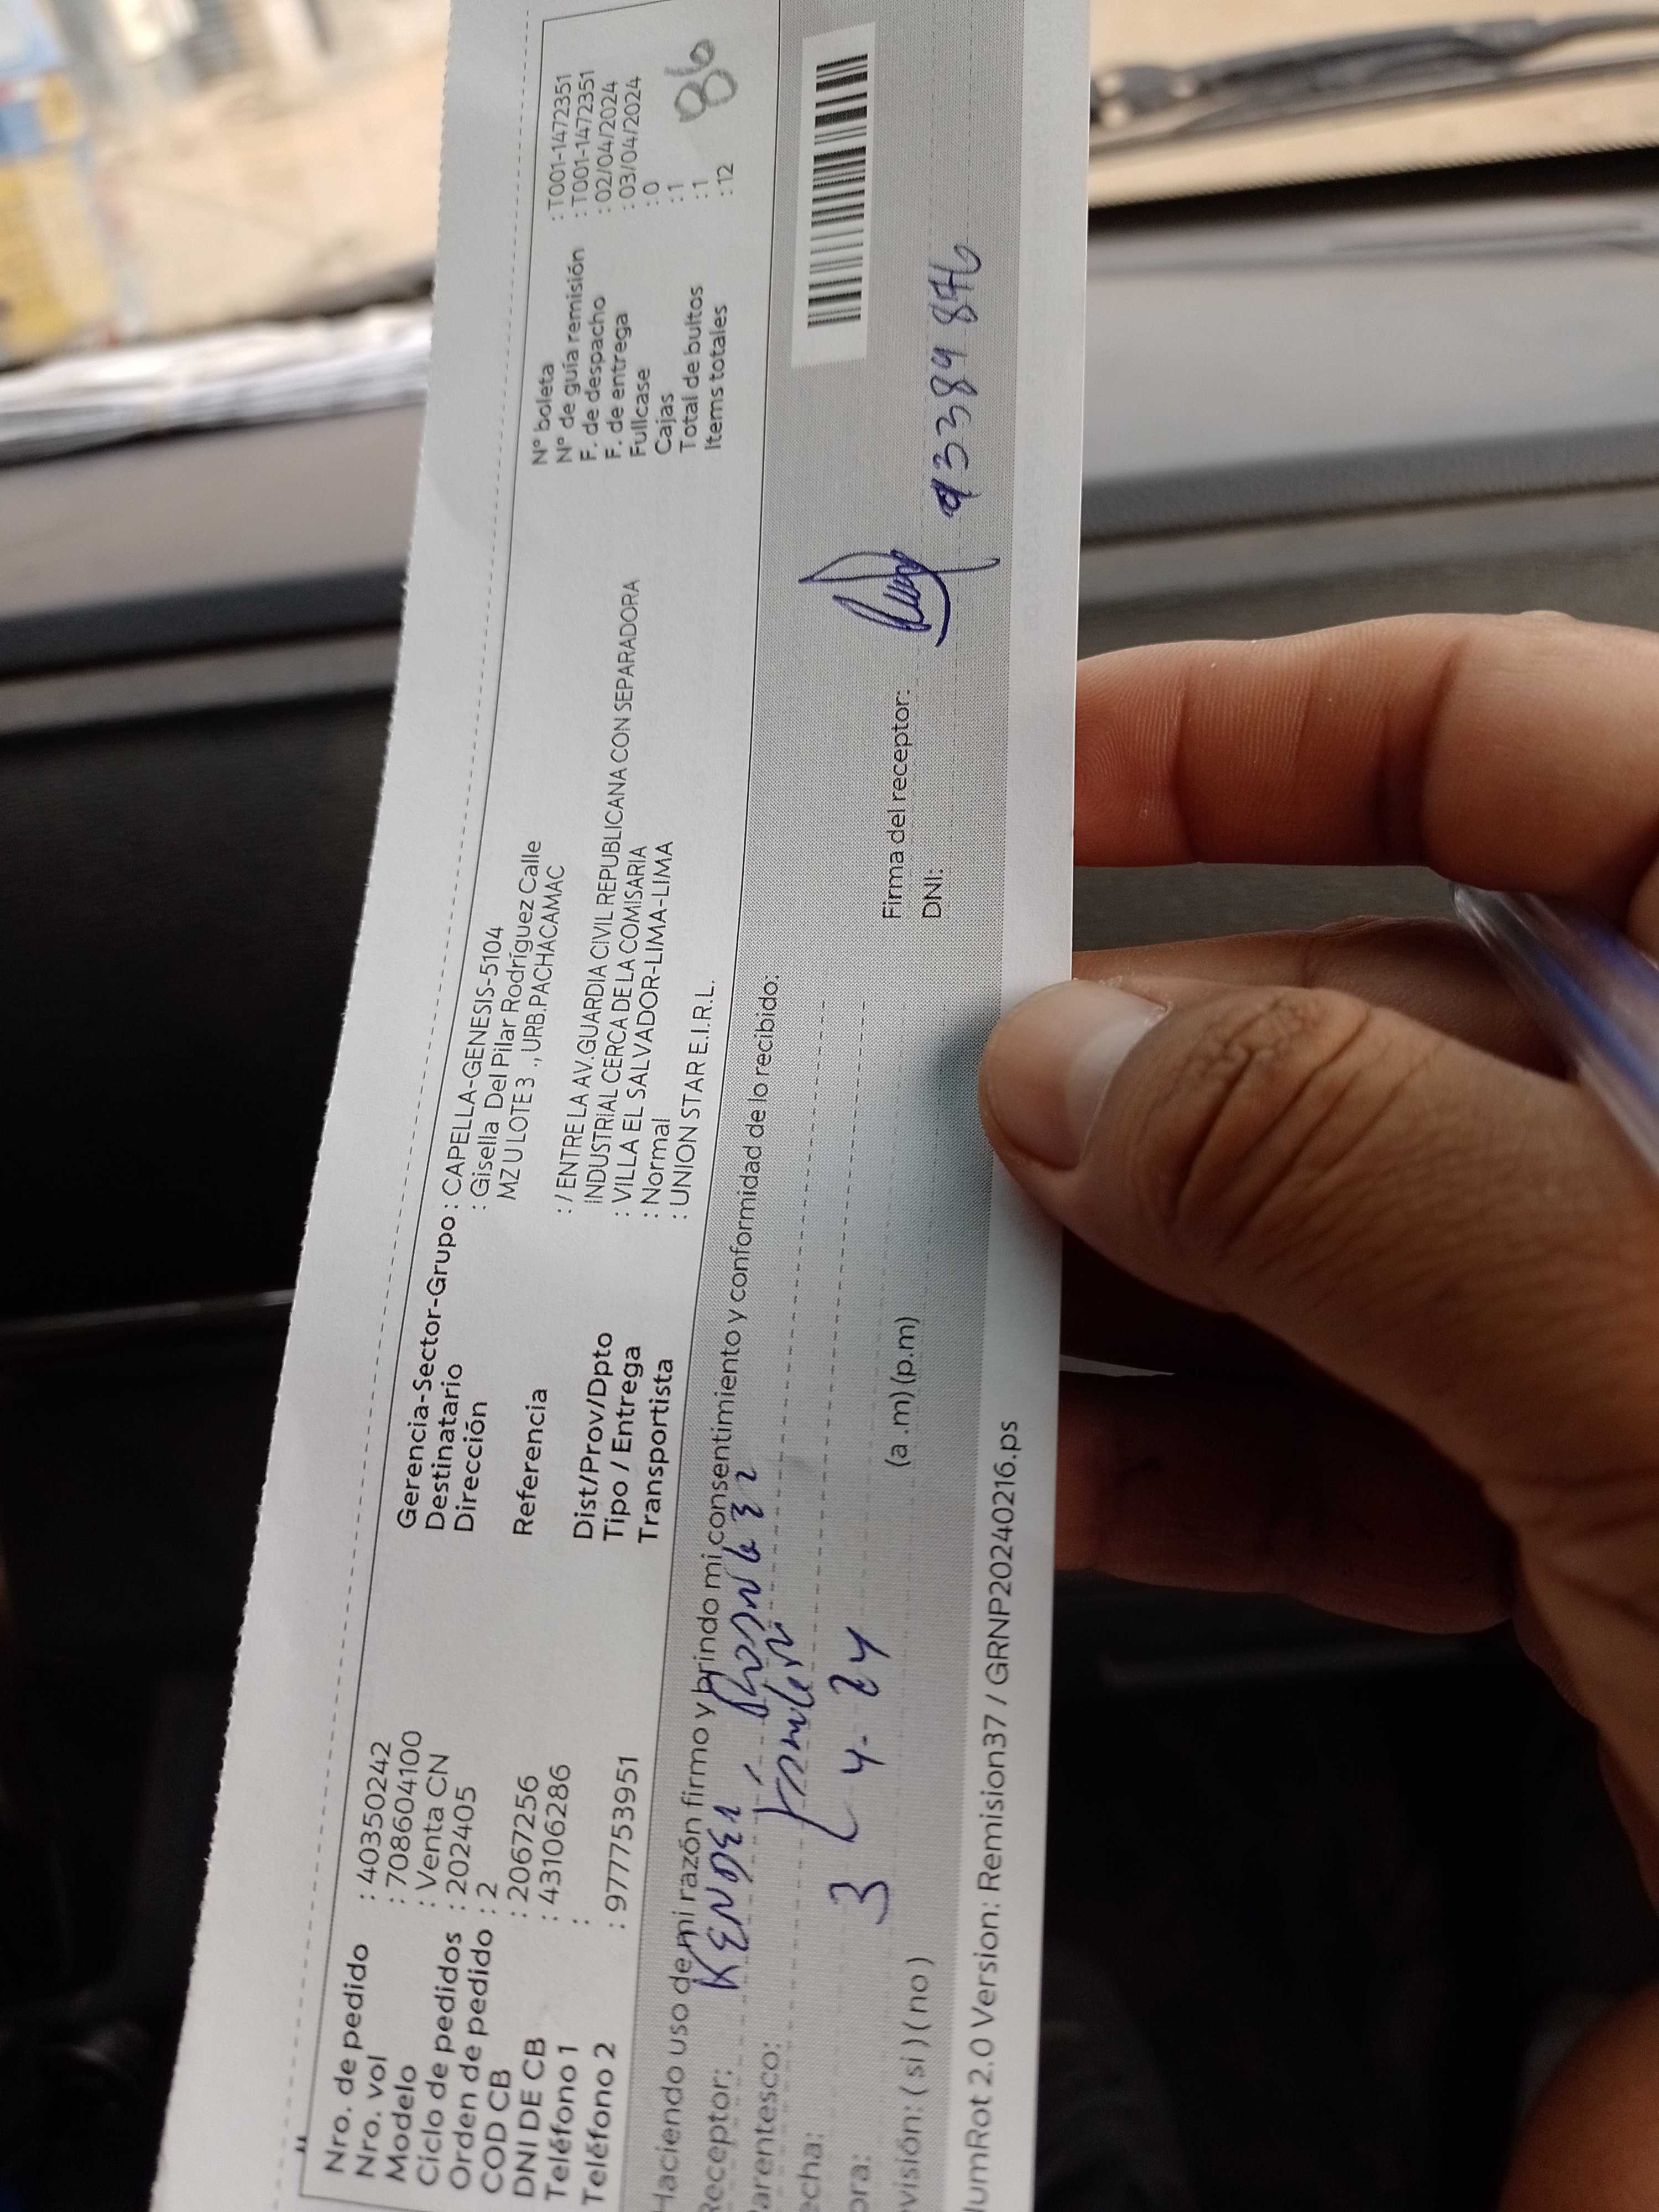 Nro. de pedido : 40350242
Nro. vol : 708604100
Modelo : Venta CN
Ciclo de pedidos : 202405
Orden de pedido : 2
COD CB : 2067256
DNI DE CB : 43106286
Teléfono 1 :
Teléfono 2 : 977753951
Gerencia-Sector-Grupo : CAPELLA-GENESIS-5104
Destinatario : Gisella Del Pilar Rodríguez Calle
Dirección MZ U LOTE 3 ., URB.PACHACAMAC
Referencia : / ENTRE LA AV.GUARDIA CIVIL REPUBLICANA CON SEPARADORA
INDUSTRIAL CERCA DE LA COMISARIA
Dist/Prov/Dpto : VILLA EL SALVADOR-LIMA-LIMA
Tipo / Entrega : Normal
Transportista : UNION STAR E.I.R.L.
N° boleta : T001-1472351
N° de guía remisión : T001-1472351
F. de despacho : 02/04/2024
F. de entrega : 03/04/2024
Fullcase : 0
Cajas : 1
Total de bultos : 1
Items totales : 12
86
Haciendo uso de mi razón firmo y brindo mi consentimiento y conformidad de lo recibido:
Receptor:
Parentesco:
echa: 3 4-24
ora: (a .m) (p.m)
visión: ( si ) ( no )
Firma del receptor:
DNI:
umRot 2.0 Version: Remision37 / GRNP20240216.ps